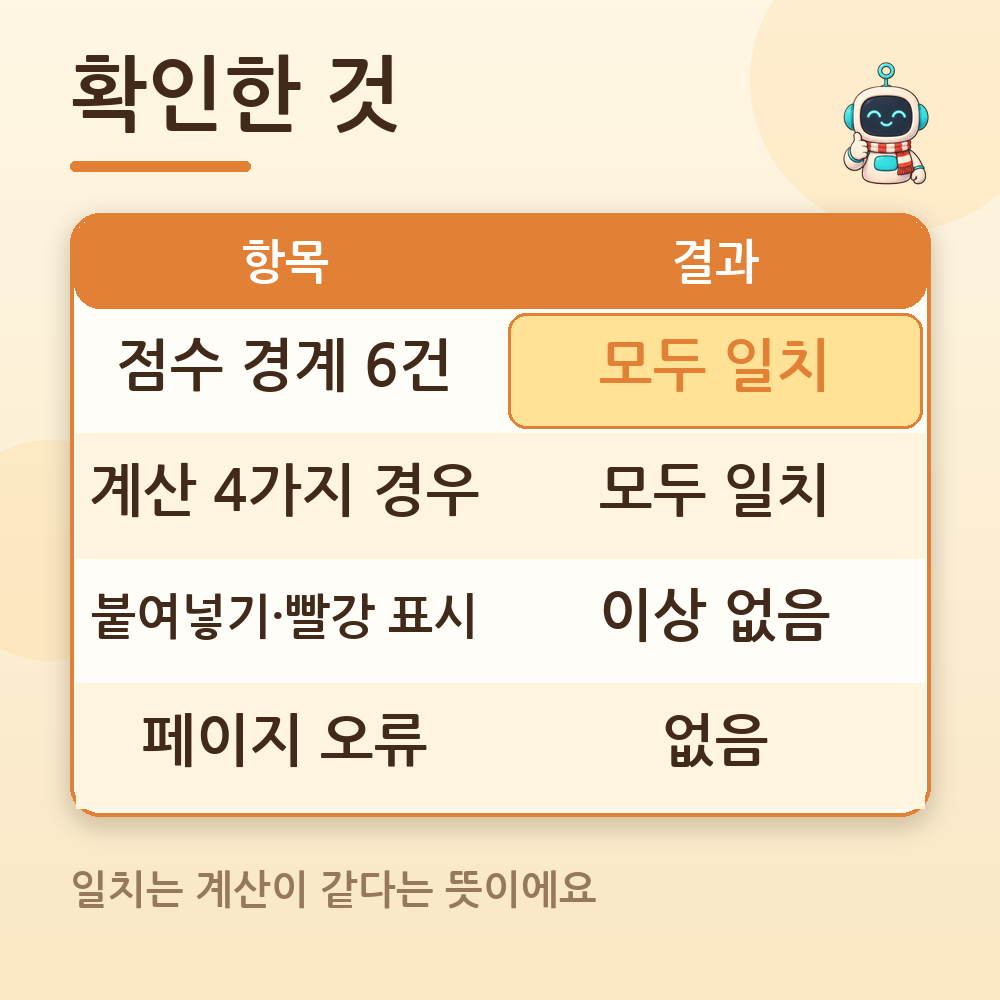 확인한 것
항목 결과
점수 경계 6건 모두 일치
계산 4가지 경우 모두 일치
붙여넣기·빨강 표시 이상 없음
페이지 오류 없음
일치는 계산이 같다는 뜻이에요